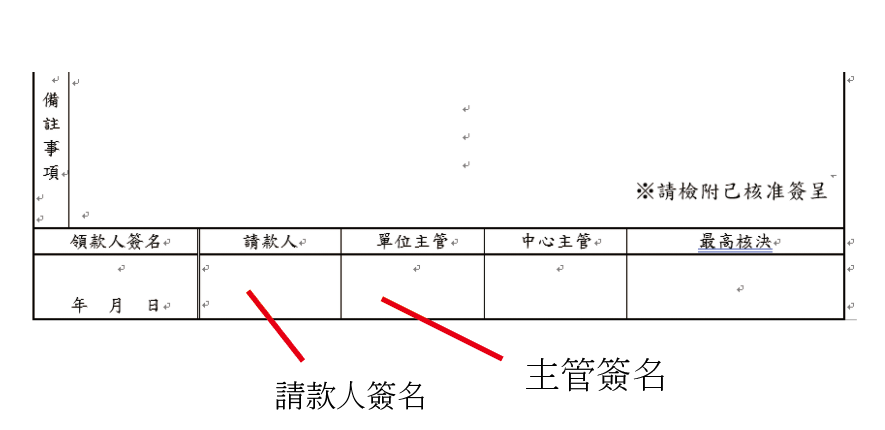 備註事項
※請檢附已核准簽呈
領款人簽名 請款人 單位主管 中心主管 最高核決
年 月 日
請款人簽名
主管簽名